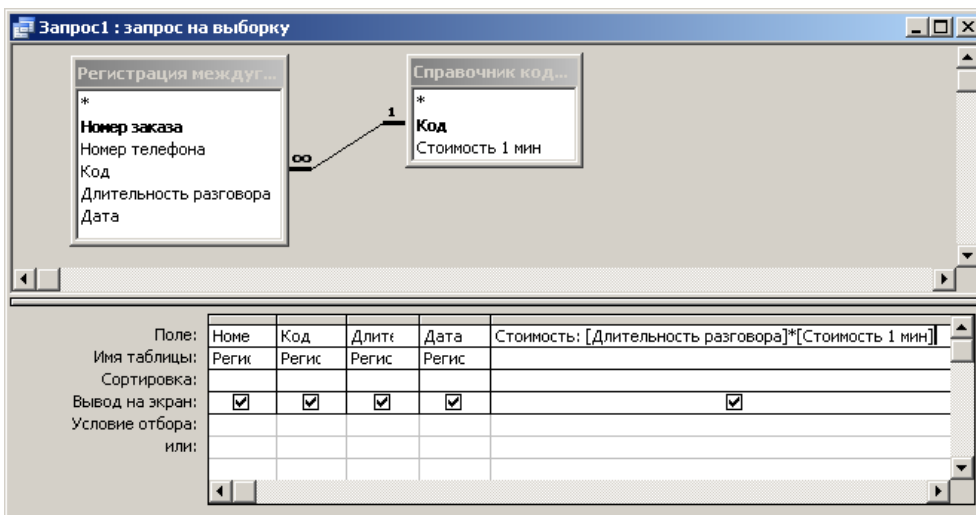 Запрос1 : запрос на выборку
Регистрация междуг...
*
Номер заказа
Номер телефона
Код
Длительность разговора
Дата
Справочник код...
*
Код
Стоимость 1 мин
1
∞
Поле: Номе Код Длите Дата Стоимость: [Длительность разговора]*[Стоимость 1 мин]
Имя таблицы: Регис Регис Регис Регис
Сортировка:
Вывод на экран:
Условие отбора:
или: